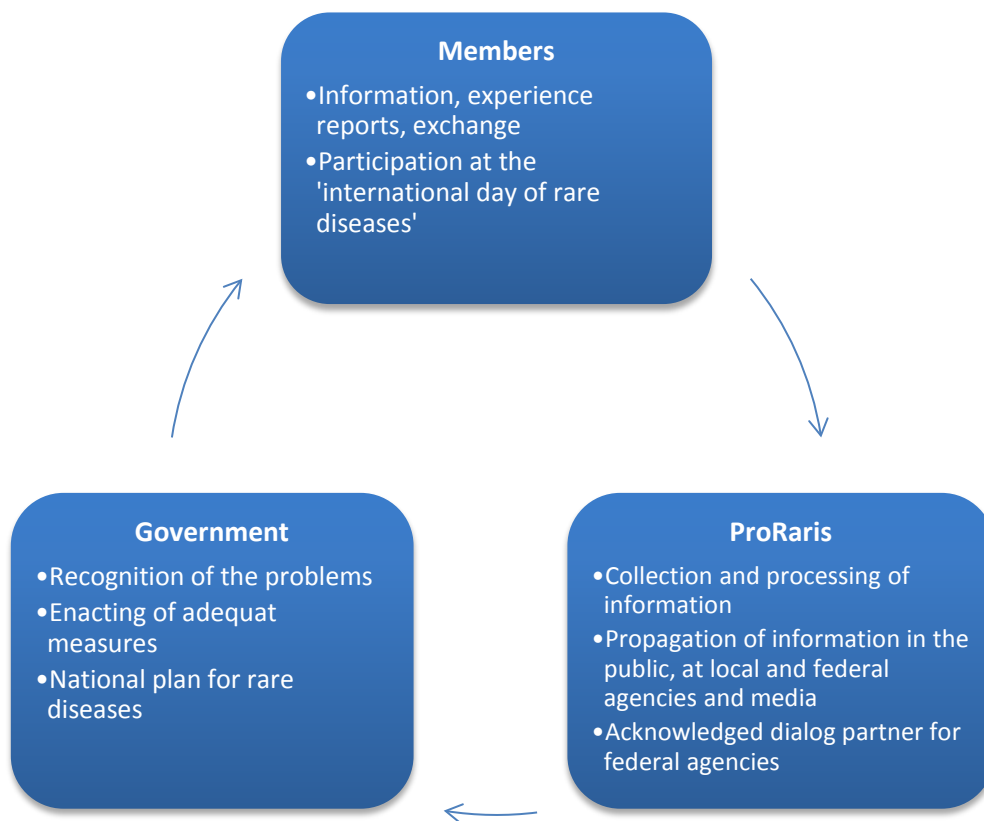 Members
•Information, experience
reports, exchange
•Participation at the
'international day of rare
diseases'
Government
•Recognition of the problems
•Enacting of adequat
measures
•National plan for rare
diseases
ProRaris
•Collection and processing of
information
•Propagation of information in the
public, at local and federal
agencies and media
•Acknowledged dialog partner for
federal agencies